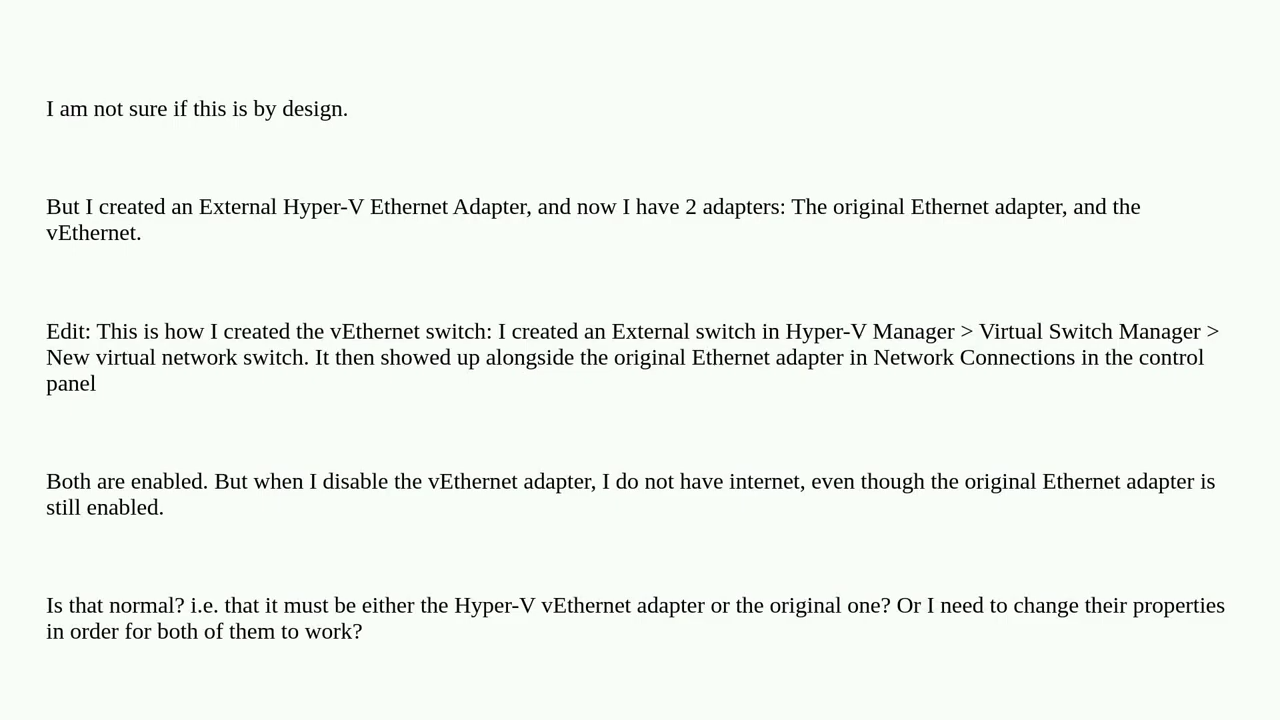 I am not sure if this is by design.
But I created an External Hyper-V Ethernet Adapter, and now I have 2 adapters: The original Ethernet adapter, and the
vEthernet.
Edit: This is how I created the vEthernet switch: I created an External switch in Hyper-V Manager > Virtual Switch Manager >
New virtual network switch. It then showed up alongside the original Ethernet adapter in Network Connections in the control
panel
Both are enabled. But when I disable the vEthernet adapter, I do not have internet, even though the original Ethernet adapter is
still enabled.
Is that normal? i.e. that it must be either the Hyper-V vEthernet adapter or the original one? Or I need to change their properties
in order for both of them to work?